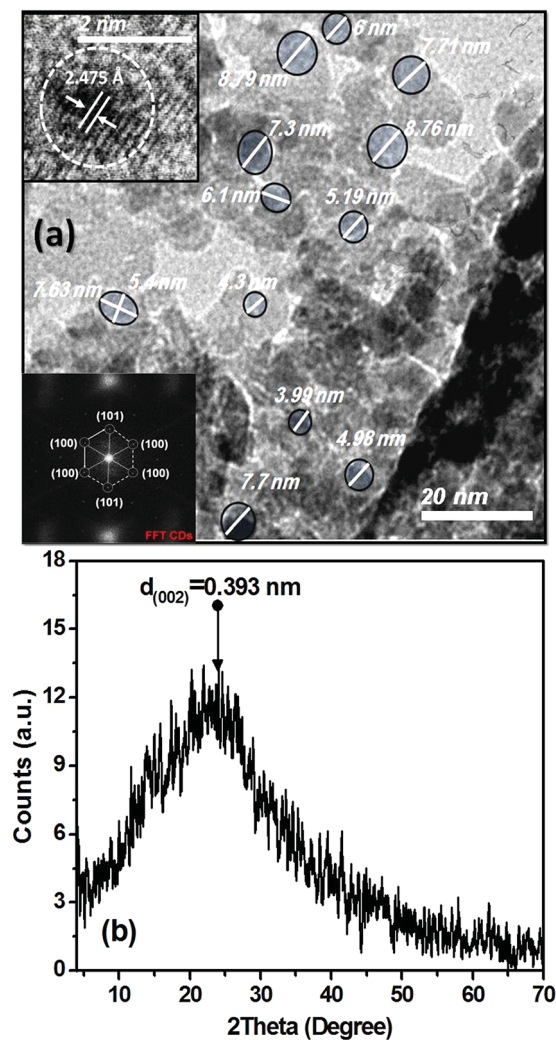 2 nm
2.475 Å
6 nm
8.79 nm
7.71 nm
7.3 nm
8.76 nm
6.1 nm
5.19 nm
(a)
7.63 nm
5.4 nm
4.3 nm
3.99 nm
4.98 nm
7.7 nm
20 nm
(101)
(100) (100)
(100) (100)
(101)
FFT CDs
d(002)=0.393 nm
18
15
12
9
6
3
0
Counts (a.u.)
(b)
10 20 30 40 50 60 70
2Theta (Degree)